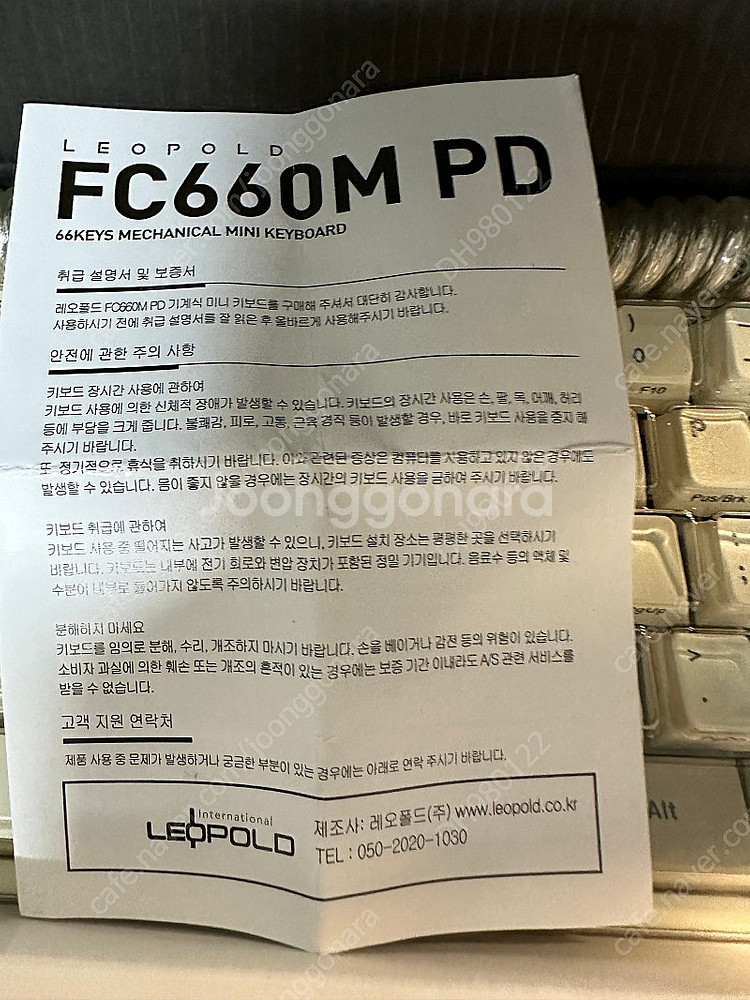 LEOPOLD
FC660M PD
66KEYS MECHANICAL MINI KEYBOARD
취급 설명서 및 보증서
레오폴드 FC660M PD 기계식 미니 키보드를 구매해 주셔서 대단히 감사합니다.
사용하시기 전에 취급 설명서를 잘 읽은 후 올바르게 사용해주시기 바랍니다.
안전에 관한 주의 사항
키보드 장시간 사용에 관하여
키보드 사용에 의한 신체적 장애가 발생할 수 있습니다. 키보드의 장시간 사용은 손, 팔, 목, 어깨, 허리
등에 부담을 크게 줍니다. 불쾌감, 피로, 고통, 근육 경직 등이 발생할 경우, 바로 키보드 사용을 중지 해
주시기 바랍니다.
또 정기적으로 휴식을 취하시기 바랍니다. 이와 관련된 증상은 컴퓨터를 사용하고 있지 않은 경우에도
발생할 수 있습니다. 몸이 좋지 않을 경우에는 장시간의 키보드 사용을 금하여 주시기 바랍니다.
키보드 취급에 관하여
키보드 사용 중 떨어지는 사고가 발생할 수 있으니, 키보드 설치 장소는 평평한 곳을 선택하시기
바랍니다. 키보드는 내부에 전기 회로와 변압 장치가 포함된 정밀 기기입니다. 음료수 등의 액체 및
수분이 내부로 들어가지 않도록 주의하시기 바랍니다.
분해하지 마세요
키보드를 임의로 분해, 수리, 개조하지 마시기 바랍니다. 손을 베이거나 감전 등의 위험이 있습니다.
소비자 과실에 의한 훼손 또는 개조의 흔적이 있는 경우에는 보증 기간 이내라도 A/S 관련 서비스를
받을 수 없습니다.
고객 지원 연락처
제품 사용 중 문제가 발생하거나 궁금한 부분이 있는 경우에는 아래로 연락 주시기 바랍니다.
International
LEOPOLD
제조사: 레오폴드(주) www.leopold.co.kr
TEL : 050-2020-1030
)
0
F10
P
Pus/Brk
>
Alt
joonggonara
DH980122